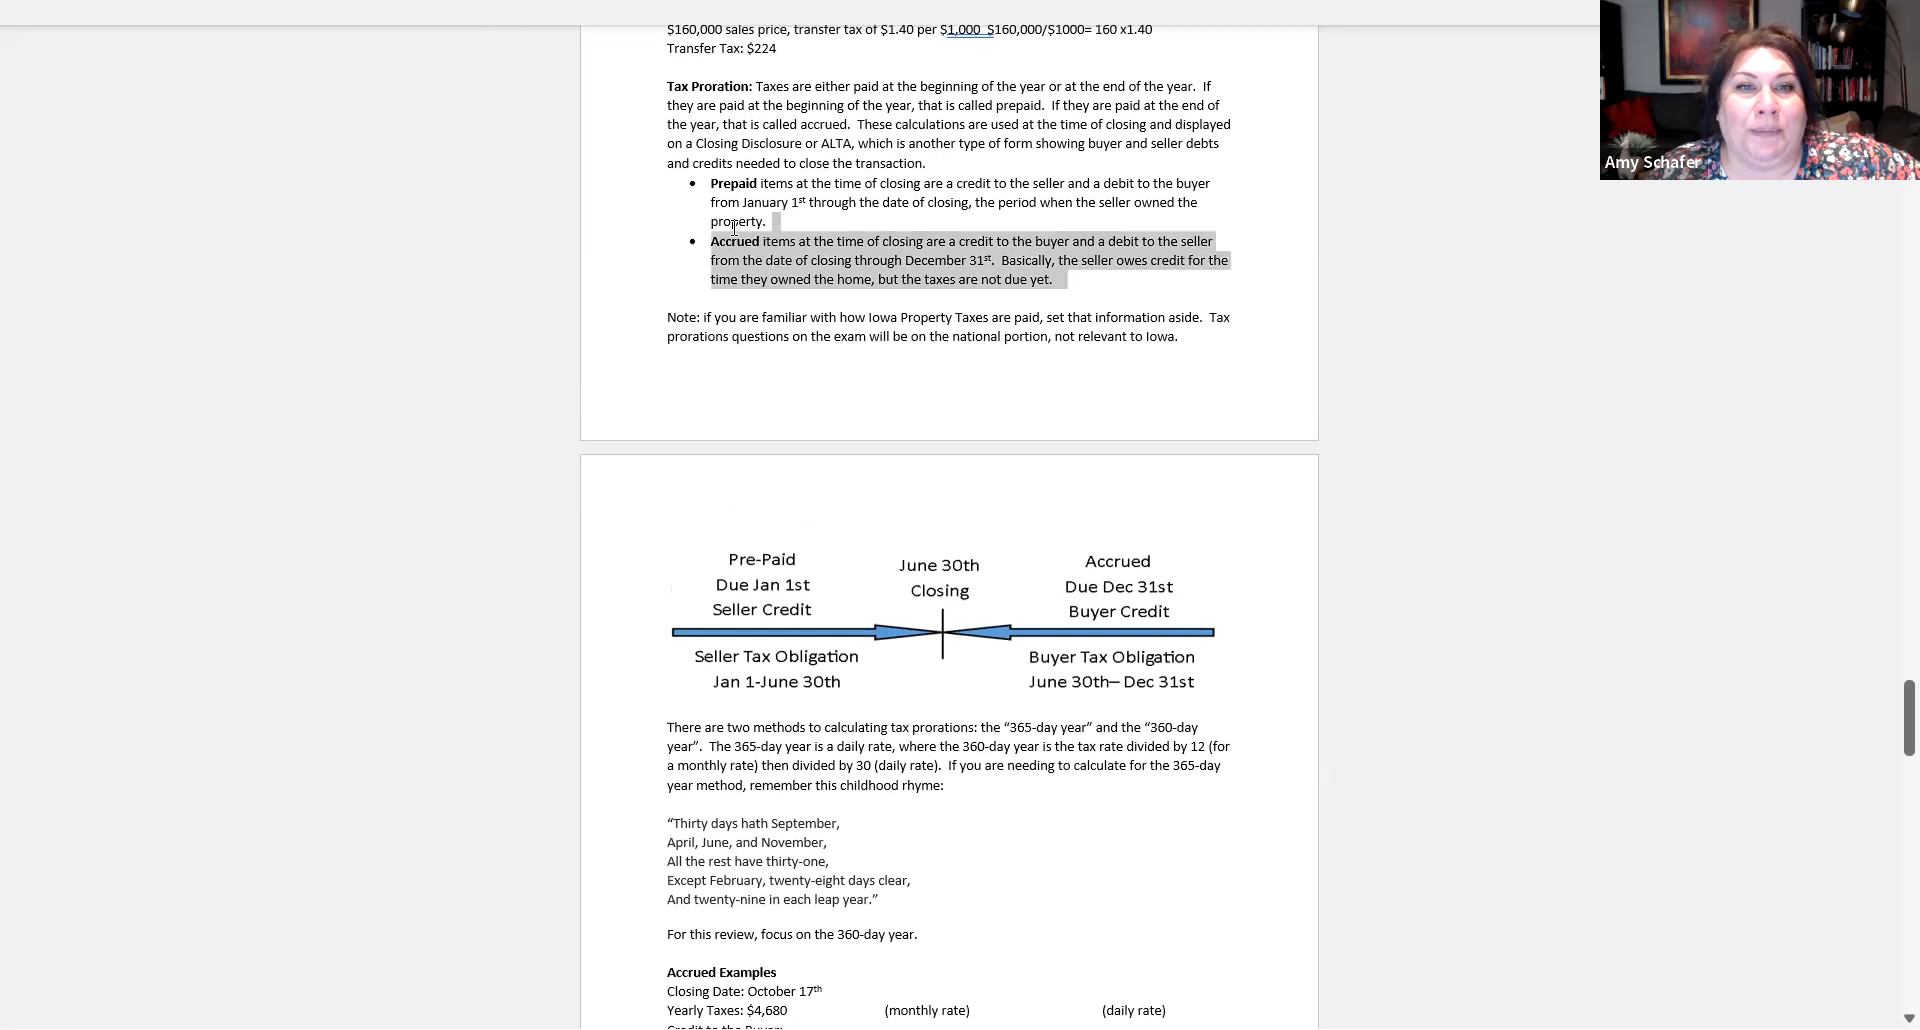 $160,000 sales price, transfer tax of $1.40 per $1,000  $160,000/$1000= 160 x1.40
Transfer Tax: $224
Tax Proration: Taxes are either paid at the beginning of the year or at the end of the year.  If
they are paid at the beginning of the year, that is called prepaid.  If they are paid at the end of
the year, that is called accrued.  These calculations are used at the time of closing and displayed
on a Closing Disclosure or ALTA, which is another type of form showing buyer and seller debts
and credits needed to close the transaction.
• Prepaid items at the time of closing are a credit to the seller and a debit to the buyer
from January 1st through the date of closing, the period when the seller owned the
property.
• Accrued items at the time of closing are a credit to the buyer and a debit to the seller
from the date of closing through December 31st.  Basically, the seller owes credit for the
time they owned the home, but the taxes are not due yet.
Note: if you are familiar with how Iowa Property Taxes are paid, set that information aside.  Tax
prorations questions on the exam will be on the national portion, not relevant to Iowa.
Amy Schafer
Pre-Paid
Due Jan 1st
Seller Credit
June 30th
Closing
Accrued
Due Dec 31st
Buyer Credit
Seller Tax Obligation
Jan 1-June 30th
Buyer Tax Obligation
June 30th– Dec 31st
There are two methods to calculating tax prorations: the “365-day year” and the “360-day
year”.  The 365-day year is a daily rate, where the 360-day year is the tax rate divided by 12 (for
a monthly rate) then divided by 30 (daily rate).  If you are needing to calculate for the 365-day
year method, remember this childhood rhyme:
“Thirty days hath September,
April, June, and November,
All the rest have thirty-one,
Except February, twenty-eight days clear,
And twenty-nine in each leap year.”
For this review, focus on the 360-day year.
Accrued Examples
Closing Date: October 17th
Yearly Taxes: $4,680 (monthly rate) (daily rate)
Credit to the Buyer: